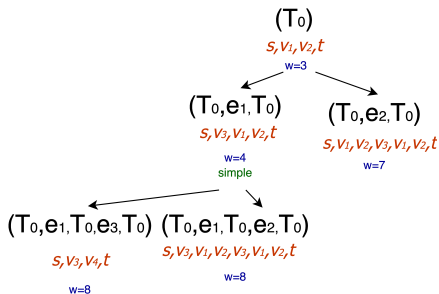 (T₀)
s,v₁,v₂,t
w=3
(T₀,e₁,T₀)
s,v₃,v₁,v₂,t
w=4
simple
(T₀,e₂,T₀)
s,v₁,v₂,v₃,v₁,v₂,t
w=7
(T₀,e₁,T₀,e₃,T₀)
s,v₃,v₄,t
w=8
(T₀,e₁,T₀,e₂,T₀)
s,v₃,v₁,v₂,v₃,v₁,v₂,t
w=8